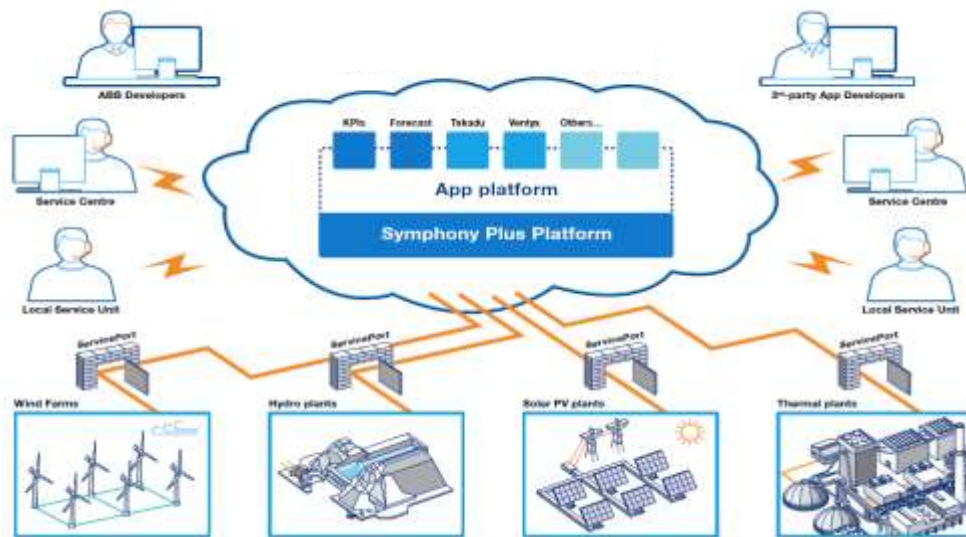 ABB Developers
3rd-party App Developers
KPIs
Forecast
Takadu
Ventyx
Others...
App platform
Symphony Plus Platform
Service Centre
Service Centre
Local Service Unit
Local Service Unit
ServicePort
ServicePort
ServicePort
ServicePort
Wind Farms
Hydro plants
Solar PV plants
Thermal plants